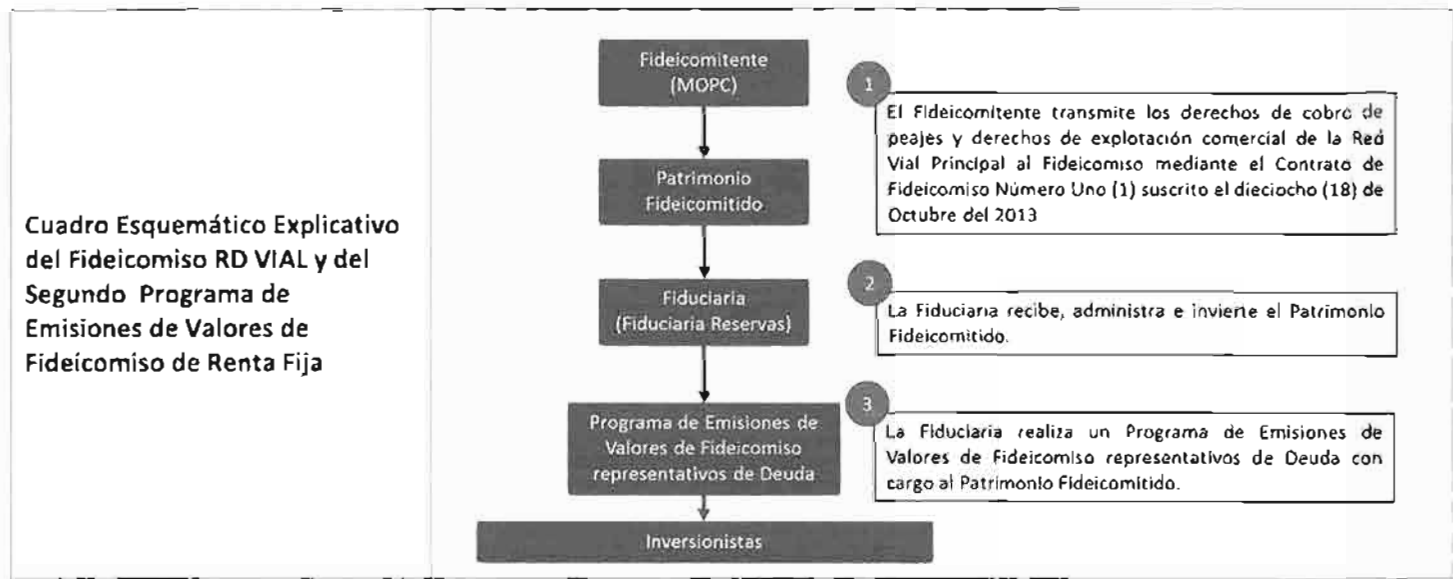 Cuadro Esquemático Explicativo
del Fideicomiso RD VIAL y del
Segundo Programa de
Emisiones de Valores de
Fideicomiso de Renta Fija
Fideicomitente
(MOPC)
Patrimonio
Fideicomitido
Fiduciaria
(Fiduciaria Reservas)
Programa de Emisiones de
Valores de Fideicomiso
representativos de Deuda
Inversionistas
1
El Fideicomitente transmite los derechos de cobro de
peajes y derechos de explotación comercial de la Red
Vial Principal al Fideicomiso mediante el Contrato de
Fideicomiso Número Uno (1) suscrito el dieciocho (18) de
Octubre del 2013
2
La Fiduciaria recibe, administra e invierte el Patrimonio
Fideicomitido.
3
La Fiduciaria realiza un Programa de Emisiones de
Valores de Fideicomiso representativos de Deuda con
cargo al Patrimonio Fideicomitido.